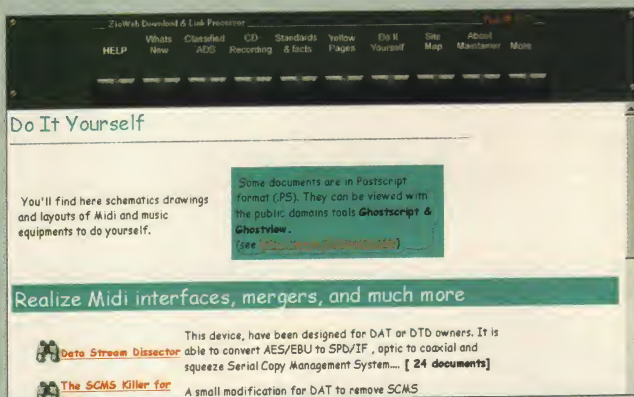 ZioWeb Download & Link Processor
HELP
Whats New
Classified ADS
CD- Recording
Standards & facts
Yellow Pages
Do It Yourself
Site Map
About Maintainer
More
Do It Yourself
You'll find here schematics drawings
and layouts of Midi and music
equipments to do yourself.
Some documents are in Postscript
format (.PS). They can be viewed with
the public domains tools Ghostscript &
Ghostview.
(see
Realize Midi interfaces, mergers, and much more
Data Stream Dissector
This device, have been designed for DAT or DTD owners. It is
able to convert AES/EBU to SPD/IF , optic to coaxial and
squeeze Serial Copy Management System.... [ 24 documents]
The SCMS Killer for
A small modification for DAT to remove SCMS